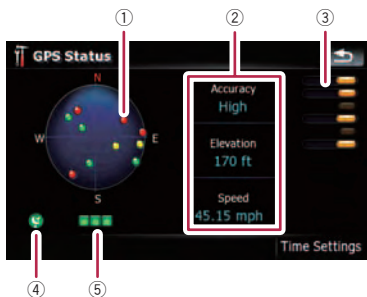 ① ② ③
GPS Status
N
W E
S
Accuracy
High
Elevation
170 ft
Speed
45.15 mph
Time Settings
④ ⑤